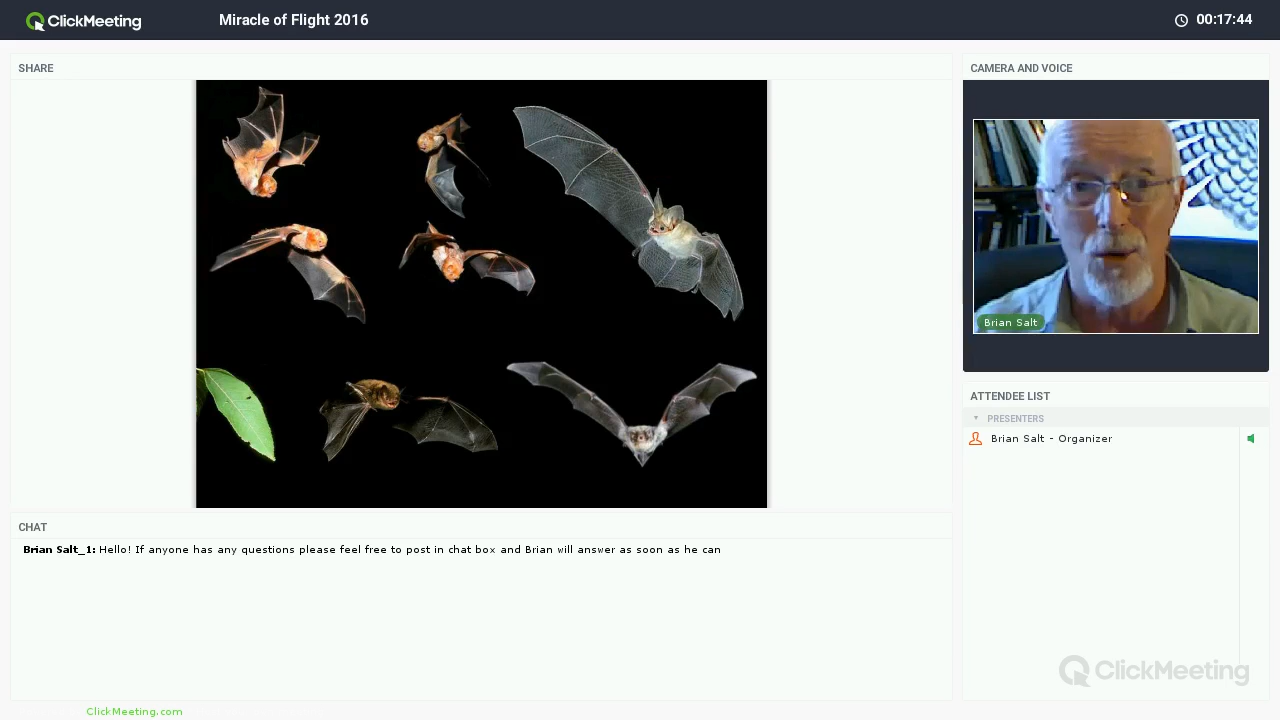 ClickMeeting
Miracle of Flight 2016
00:17:44
SHARE
CAMERA AND VOICE
Brian Salt
ATTENDEE LIST
PRESENTERS
Brian Salt - Organizer
CHAT
Brian Salt_1: Hello! If anyone has any questions please feel free to post in chat box and Brian will answer as soon as he can
ClickMeeting
ClickMeeting.com